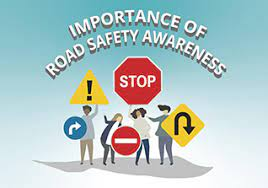 IMPORTANCE OF
ROAD SAFETY AWARENESS
STOP
!